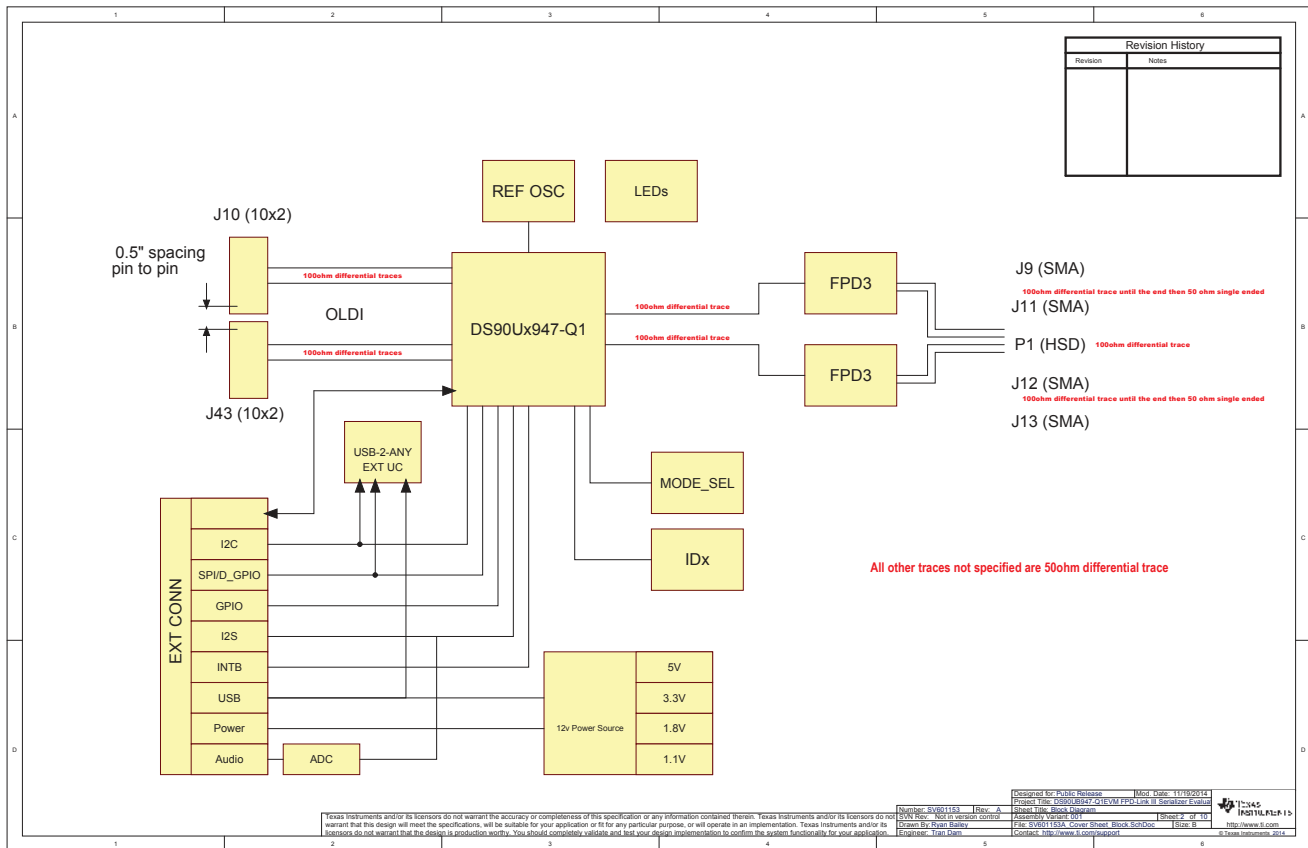 1 2 3 4 5 6
Revision History
Revision Notes
A A
REF OSC LEDs
J10 (10x2)
0.5" spacing
pin to pin
100ohm differential traces
OLDI
100ohm differential traces
J43 (10x2)
DS90Ux947-Q1
100ohm differential trace
100ohm differential trace
FPD3
FPD3
J9 (SMA)
100ohm differential trace until the end then 50 ohm single ended
J11 (SMA)
P1 (HSD) 100ohm differential trace
J12 (SMA)
100ohm differential trace until the end then 50 ohm single ended
J13 (SMA)
B B
USB-2-ANY
EXT UC
MODE_SEL
IDx
All other traces not specified are 50ohm differential trace
C C
EXT CONN
I2C
SPI/D_GPIO
GPIO
I2S
INTB
USB
Power
Audio
ADC
12v Power Source
5V
3.3V
1.8V
1.1V
D D
Texas Instruments and/or its licensors do not warrant the accuracy or completeness of this specification or any information contained therein. Texas Instruments and/or its licensors do not
warrant that this design will meet the specifications, will be suitable for your application or fit for any particular purpose, or will operate in an implementation. Texas Instruments and/or its
licensors do not warrant that the design is production worthy. You should completely validate and test your design implementation to confirm the system functionality for your application.
Number: SV601153 Rev: A
SVN Rev: Not in version control
Drawn By: Ryan Bailey
Engineer: Tran Dam
Designed for: Public Release Mod. Date: 11/19/2014
Project Title: DS90UB947-Q1EVM FPD-Link III Serializer Evaluat
Sheet Title: Block Diagram
Assembly Variant: 001 Sheet: 2 of 10
File: SV601153A_Cover Sheet_Block.SchDoc Size: B
Contact: http://www.ti.com/support
TEXAS
INSTRUMENTS
http://www.ti.com
© Texas Instruments 2014
1 2 3 4 5 6